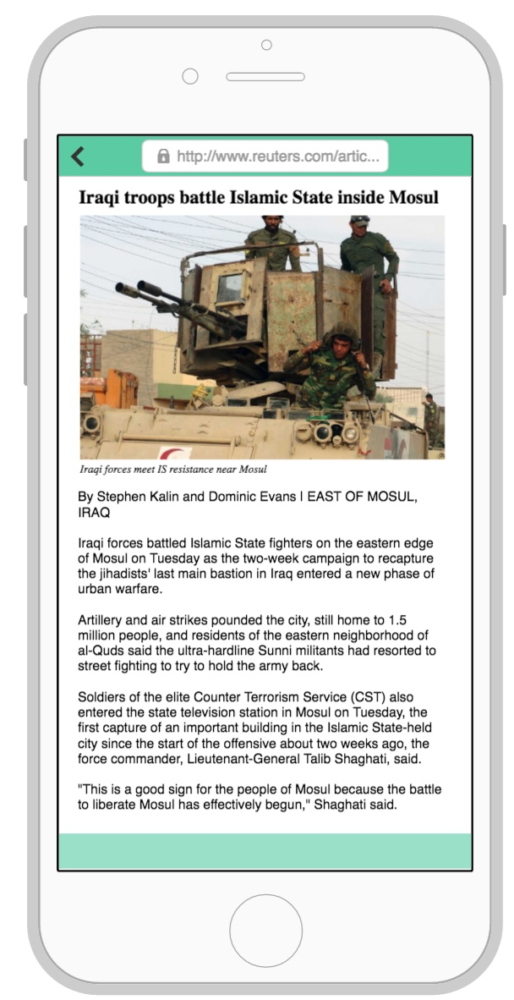 http://www.reuters.com/artic...
Iraqi troops battle Islamic State inside Mosul
Iraqi forces meet IS resistance near Mosul
By Stephen Kalin and Dominic Evans | EAST OF MOSUL,
IRAQ
Iraqi forces battled Islamic State fighters on the eastern edge
of Mosul on Tuesday as the two-week campaign to recapture
the jihadists' last main bastion in Iraq entered a new phase of
urban warfare.
Artillery and air strikes pounded the city, still home to 1.5
million people, and residents of the eastern neighborhood of
al-Quds said the ultra-hardline Sunni militants had resorted to
street fighting to try to hold the army back.
Soldiers of the elite Counter Terrorism Service (CST) also
entered the state television station in Mosul on Tuesday, the
first capture of an important building in the Islamic State-held
city since the start of the offensive about two weeks ago, the
force commander, Lieutenant-General Talib Shaghati, said.
"This is a good sign for the people of Mosul because the battle
to liberate Mosul has effectively begun," Shaghati said.